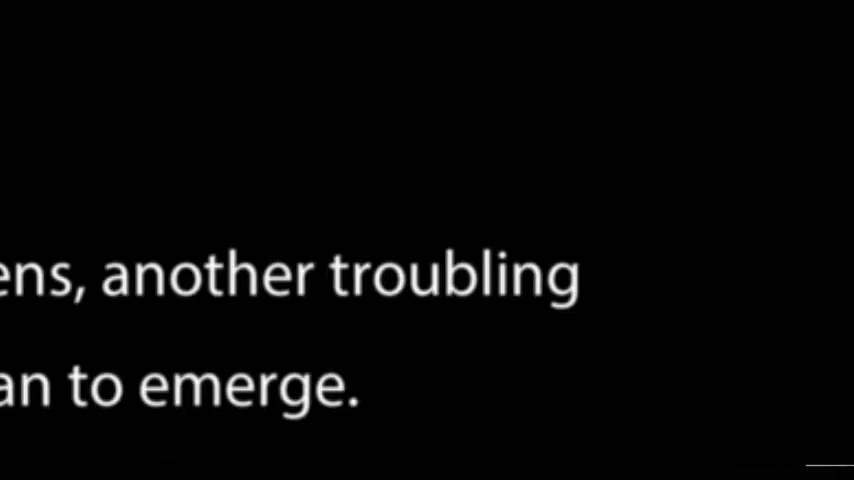 ens, another troubling
an to emerge.